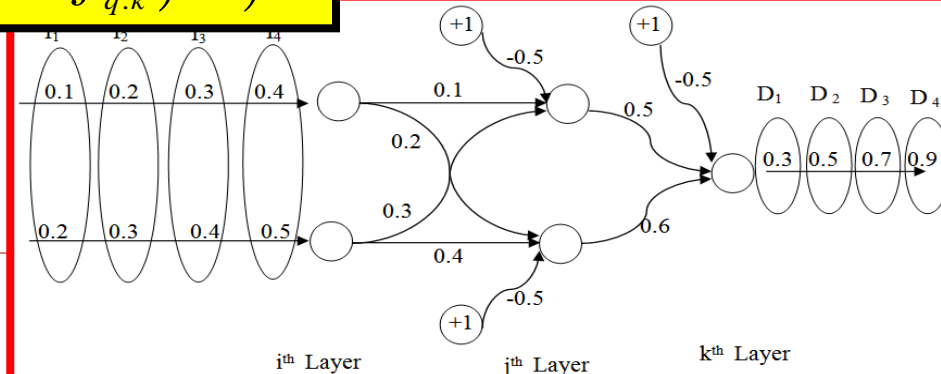 q.k ) )
I₁ I₂ I₃ I₄
+1 +1
-0.5 -0.5
0.1 0.2 0.3 0.4 0.1 0.5 D₁ D₂ D₃ D₄
0.2
0.3 0.5 0.7 0.9
0.3
0.2 0.3 0.4 0.5 0.4 0.6
-0.5
+1
iᵗʰ Layer jᵗʰ Layer kᵗʰ Layer